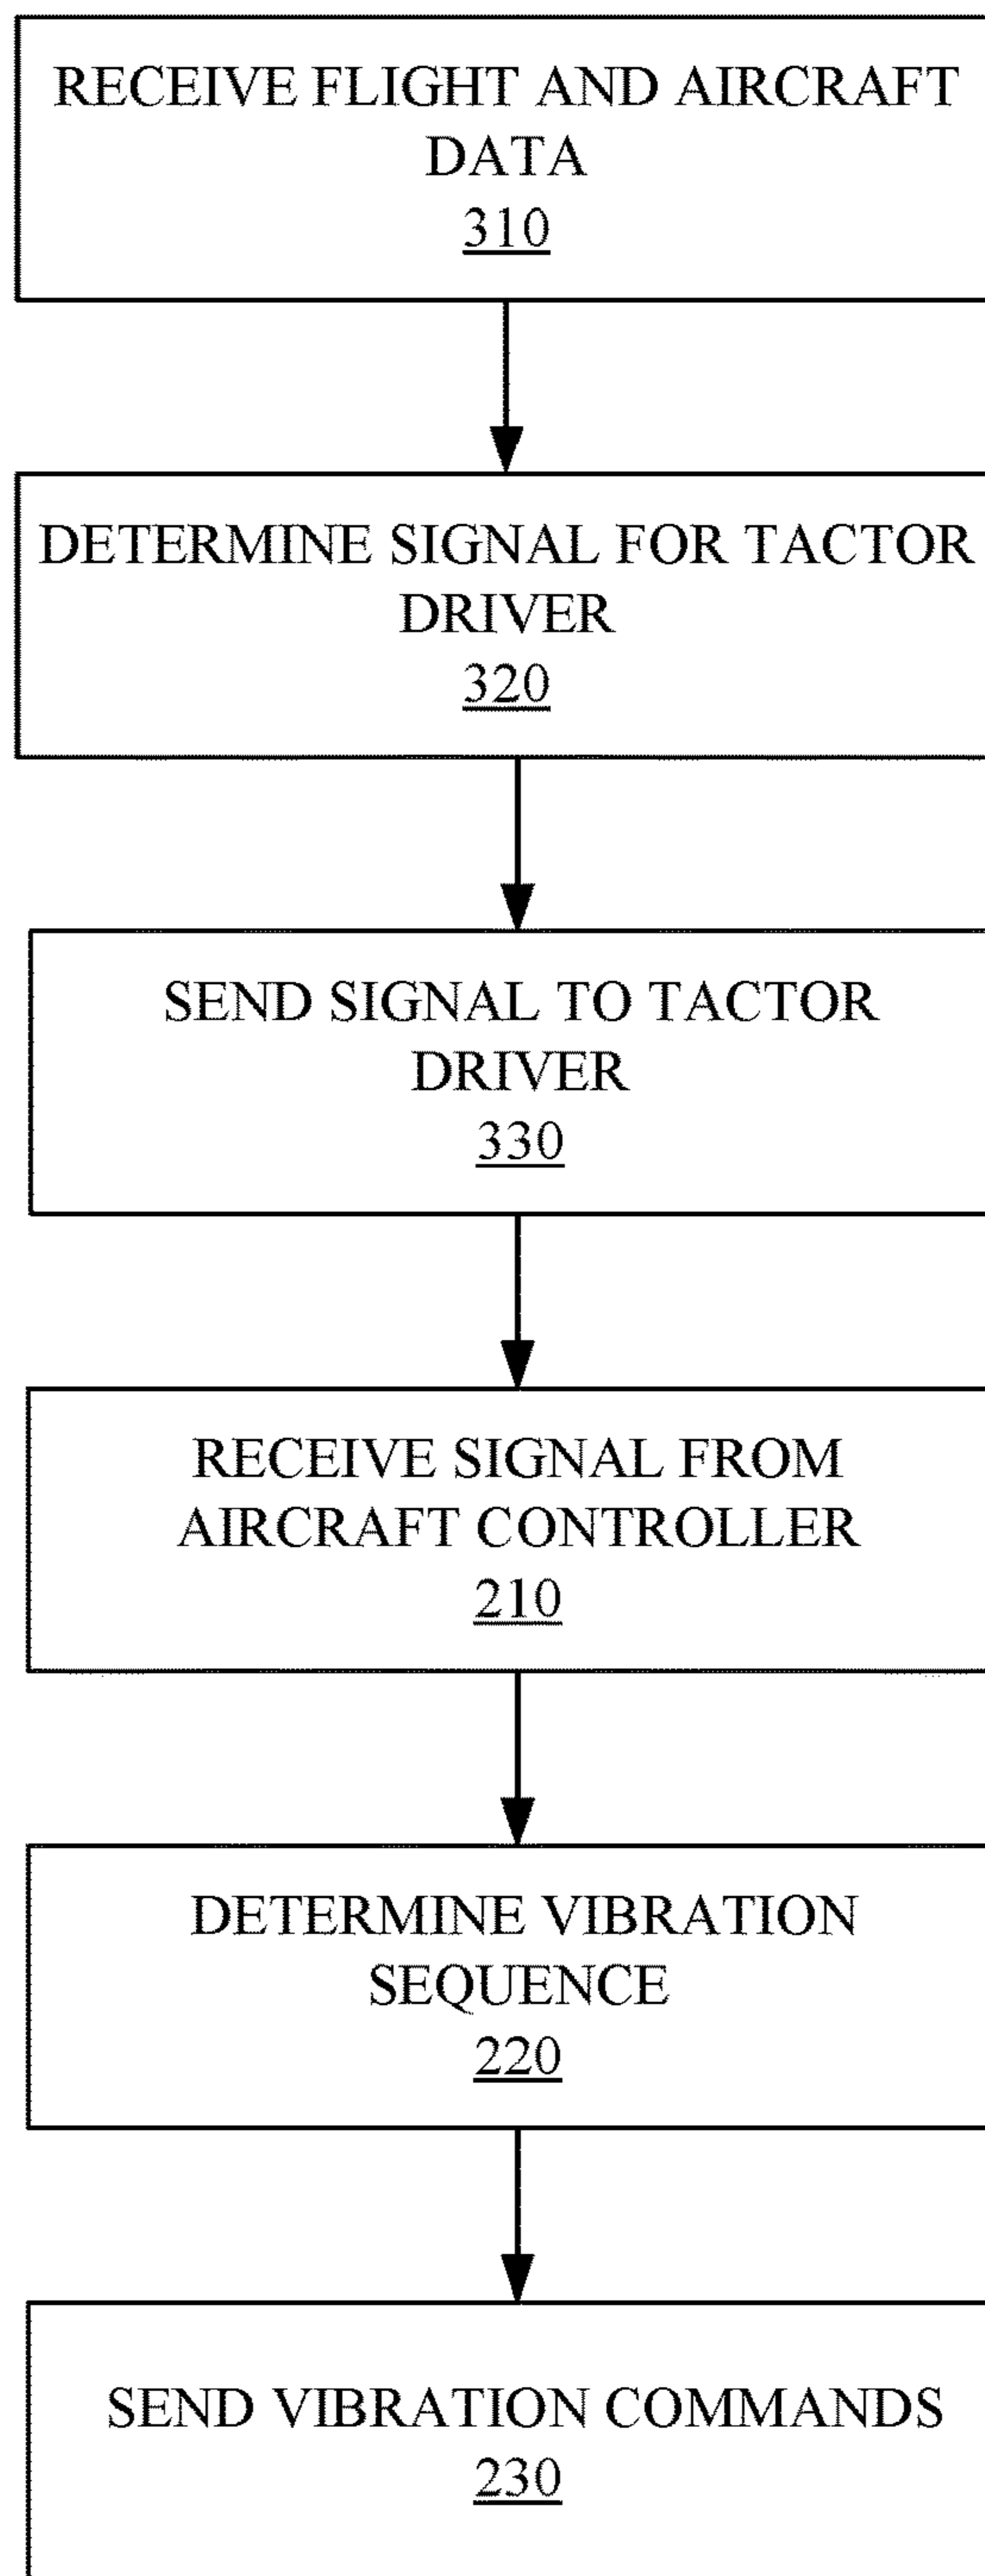 RECEIVE FLIGHT AND AIRCRAFT
DATA
310
DETERMINE SIGNAL FOR TACTOR
DRIVER
320
SEND SIGNAL TO TACTOR
DRIVER
330
RECEIVE SIGNAL FROM
AIRCRAFT CONTROLLER
210
DETERMINE VIBRATION
SEQUENCE
220
SEND VIBRATION COMMANDS
230